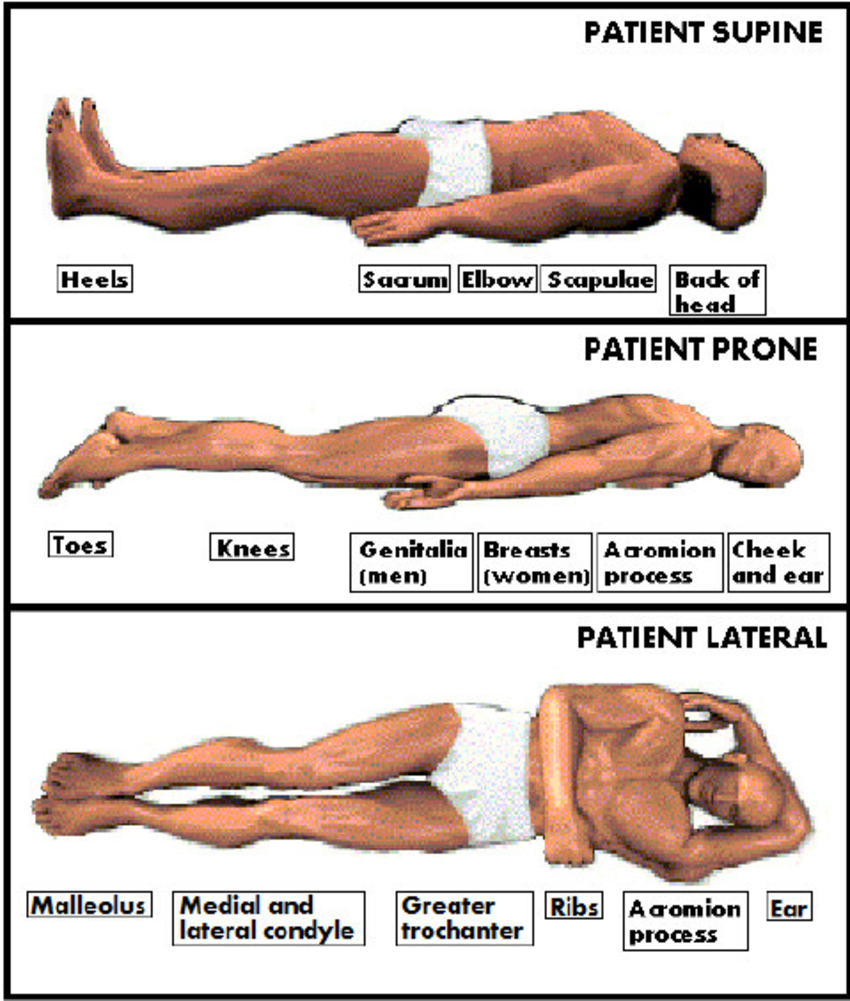 PATIENT SUPINE
Heels
Sacrum
Elbow
Scapulae
Back of
head
PATIENT PRONE
Toes
Knees
Genitalia
(men)
Breasts
(women)
Acromion
process
Cheek
and ear
PATIENT LATERAL
Malleolus
Medial and
lateral condyle
Greater
trochanter
Ribs
Acromion
process
Ear